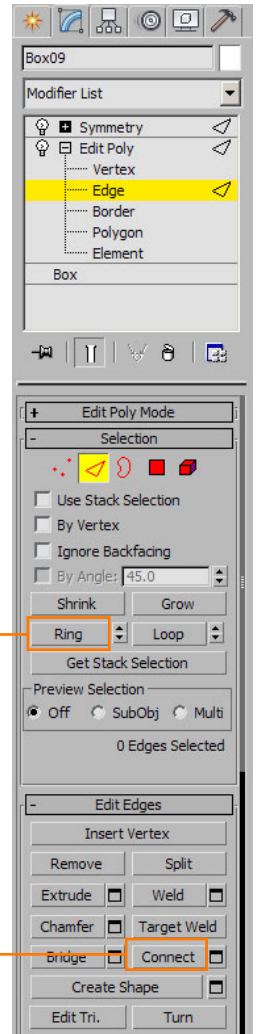 Box09
Modifier List
Symmetry
Edit Poly
Vertex
Edge
Border
Polygon
Element
Box
+ Edit Poly Mode
- Selection
Use Stack Selection
By Vertex
Ignore Backfacing
By Angle: 45.0
Shrink Grow
Ring Loop
Get Stack Selection
Preview Selection
Off SubObj Multi
0 Edges Selected
- Edit Edges
Insert Vertex
Remove Split
Extrude Weld
Chamfer Target Weld
Bridge Connect
Create Shape
Edit Tri. Turn